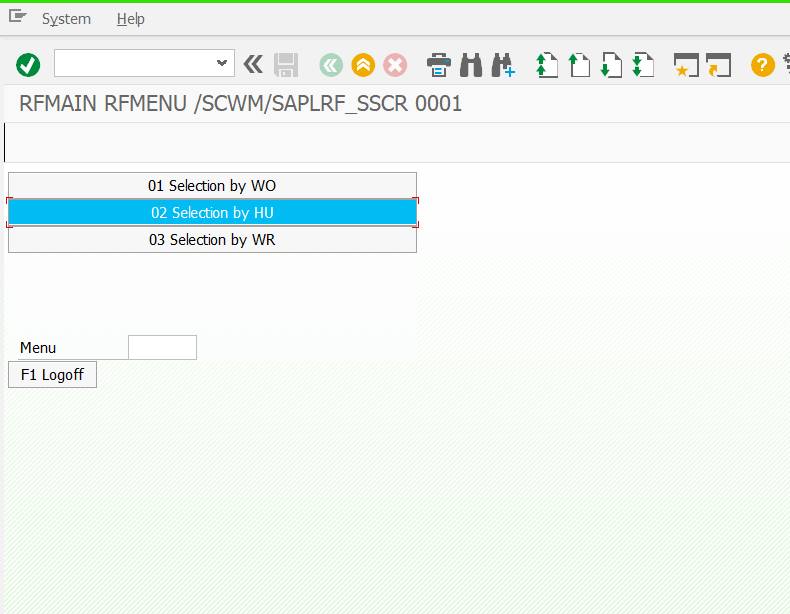 System Help
RFMAIN RFMENU /SCWM/SAPLRF_SSCR 0001
01 Selection by WO
02 Selection by HU
03 Selection by WR
Menu
F1 Logoff